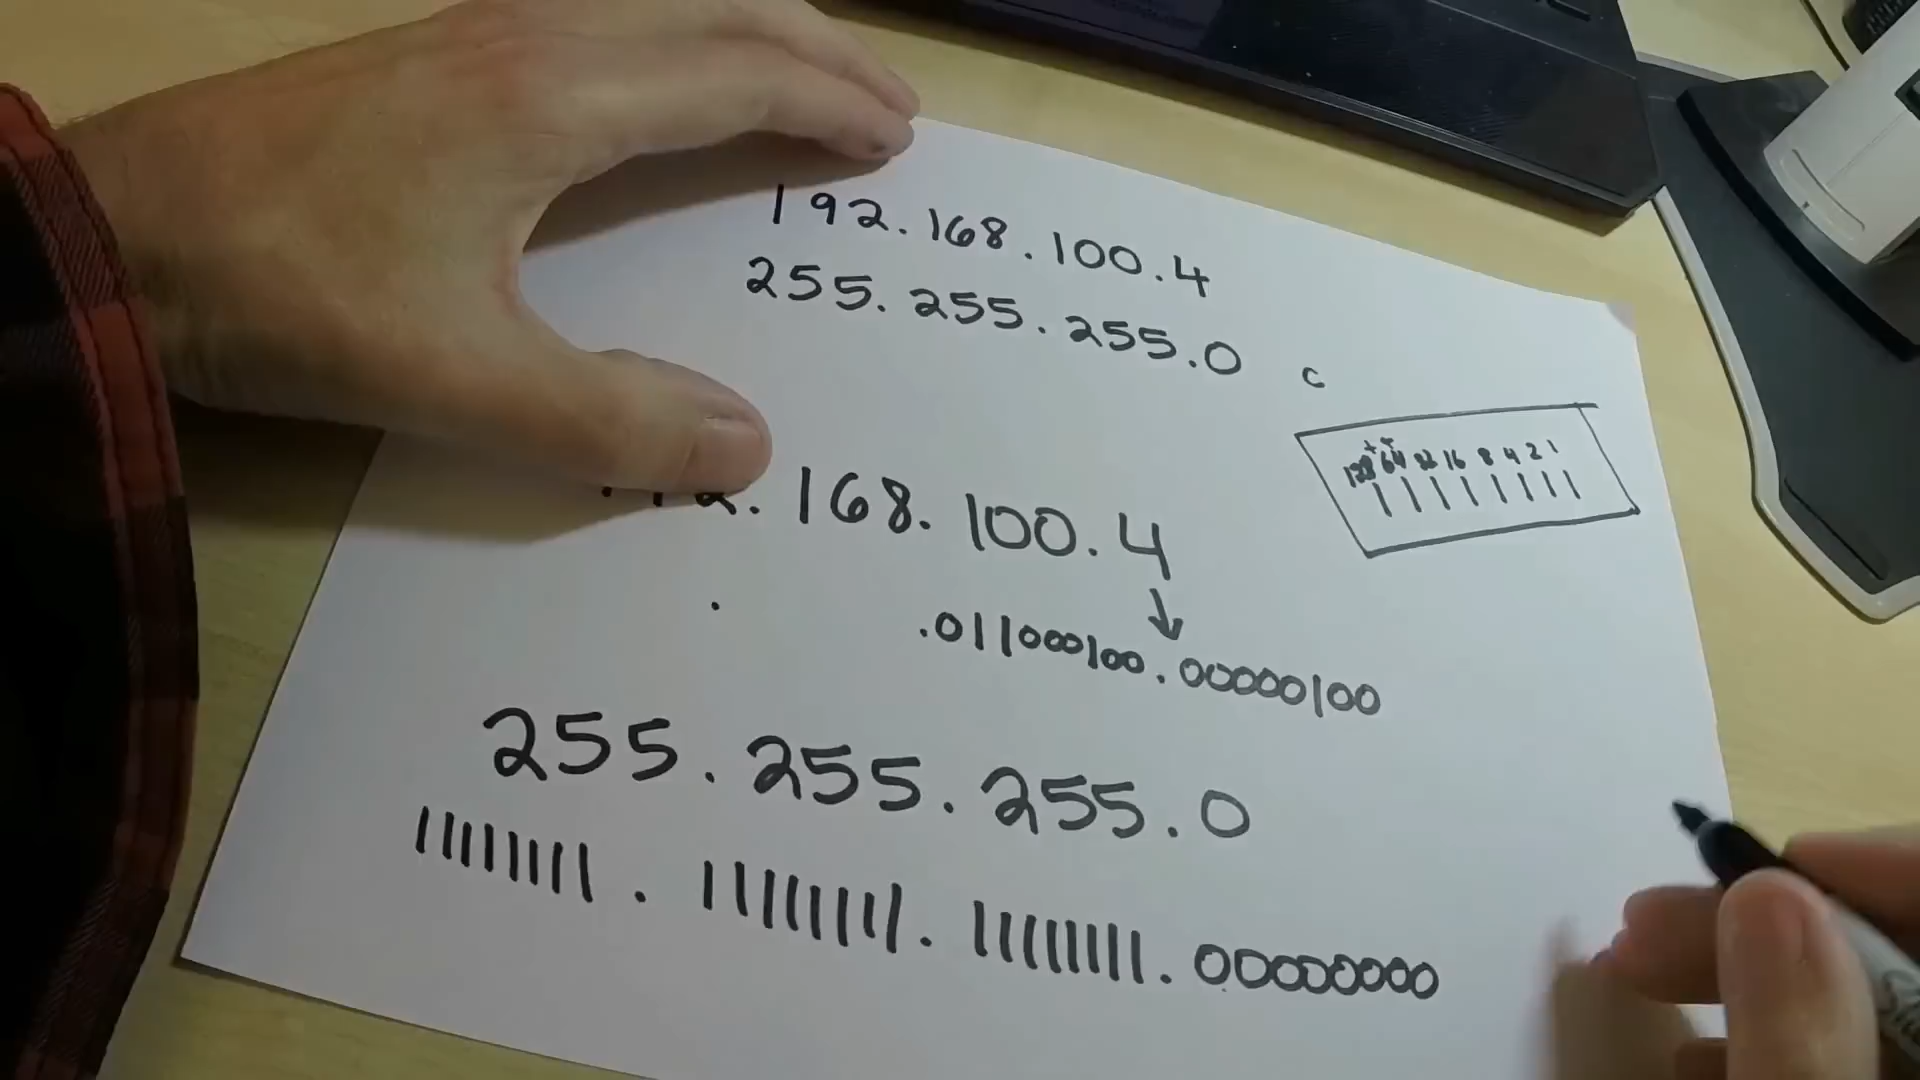 192.168.100.4
255.255.255.0
C
128 64 32 16 8 4 2 1
| | | | | | | |
168.100.4
↓
.01100100.00000100
255.255.255.0
11111111.11111111.11111111.00000000